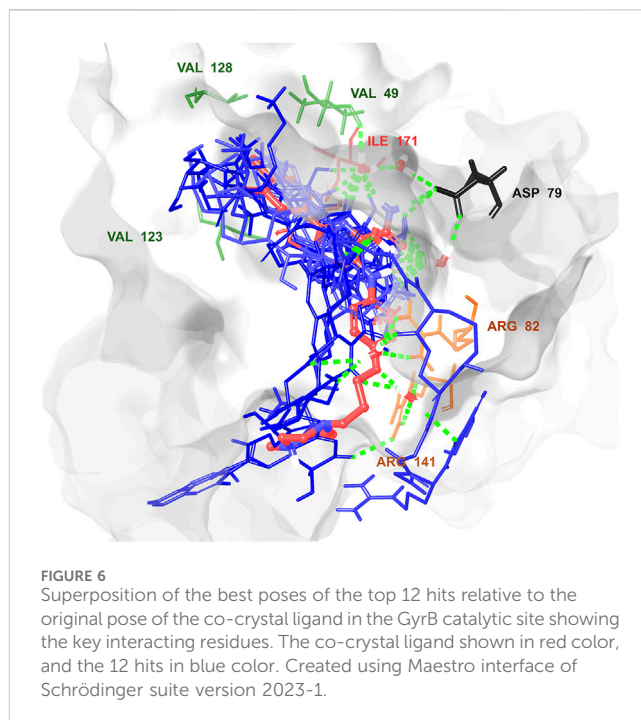 VAL 128
VAL 49
ILE 171
ASP 79
VAL 123
ARG 82
ARG 141
FIGURE 6
Superposition of the best poses of the top 12 hits relative to the
original pose of the co-crystal ligand in the GyrB catalytic site showing
the key interacting residues. The co-crystal ligand shown in red color,
and the 12 hits in blue color. Created using Maestro interface of
Schrödinger suite version 2023-1.